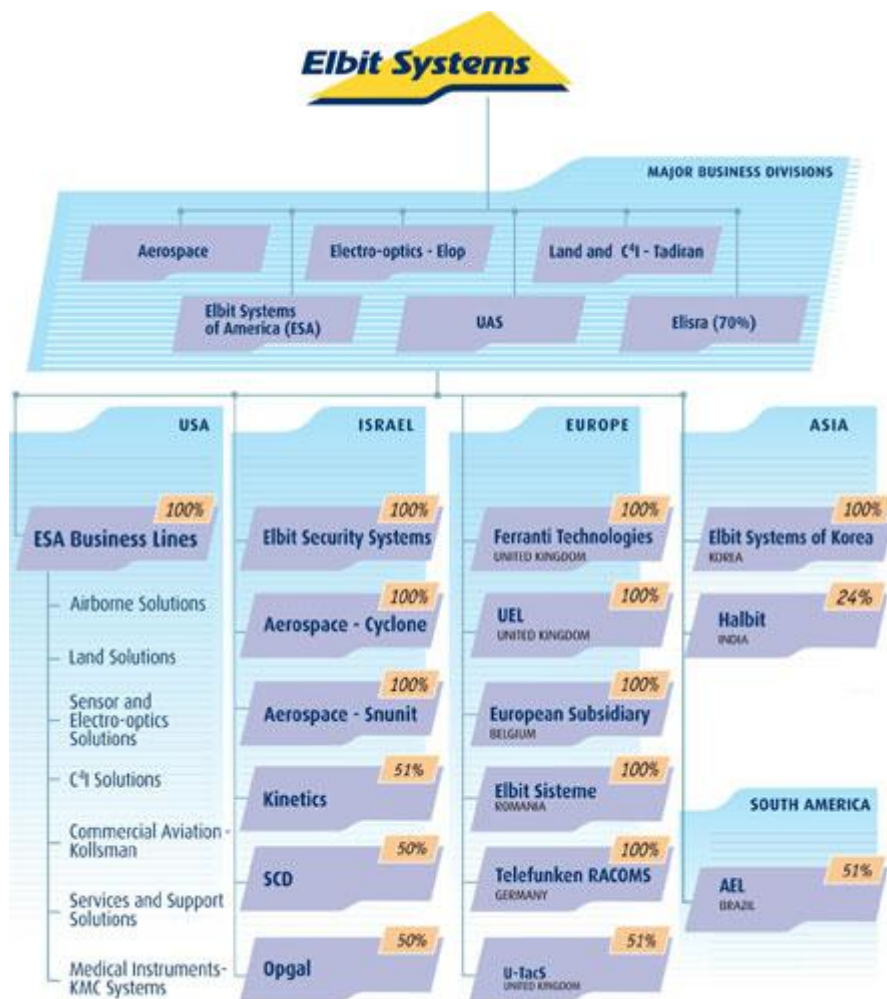 Elbit Systems
MAJOR BUSINESS DIVISIONS
Aerospace
Electro-optics - Elop
Land and C⁴I - Tadiran
Elbit Systems
of America (ESA)
UAS
Elisra (70%)
USA
100%
ESA Business Lines
Airborne Solutions
Land Solutions
Sensor and
Electro-optics
Solutions
C⁴I Solutions
Commercial Aviation -
Kollsman
Services and Support
Solutions
Medical Instruments-
KMC Systems
ISRAEL
100%
Elbit Security Systems
100%
Aerospace - Cyclone
100%
Aerospace - Snunit
51%
Kinetics
50%
SCD
50%
Opgal
EUROPE
100%
Ferranti Technologies
UNITED KINGDOM
100%
UEL
UNITED KINGDOM
100%
European Subsidiary
BELGIUM
100%
Elbit Sisteme
ROMANIA
100%
Telefunken RACOMS
GERMANY
51%
U-TacS
UNITED KINGDOM
ASIA
100%
Elbit Systems of Korea
KOREA
24%
Halbit
INDIA
SOUTH AMERICA
51%
AEL
BRAZIL